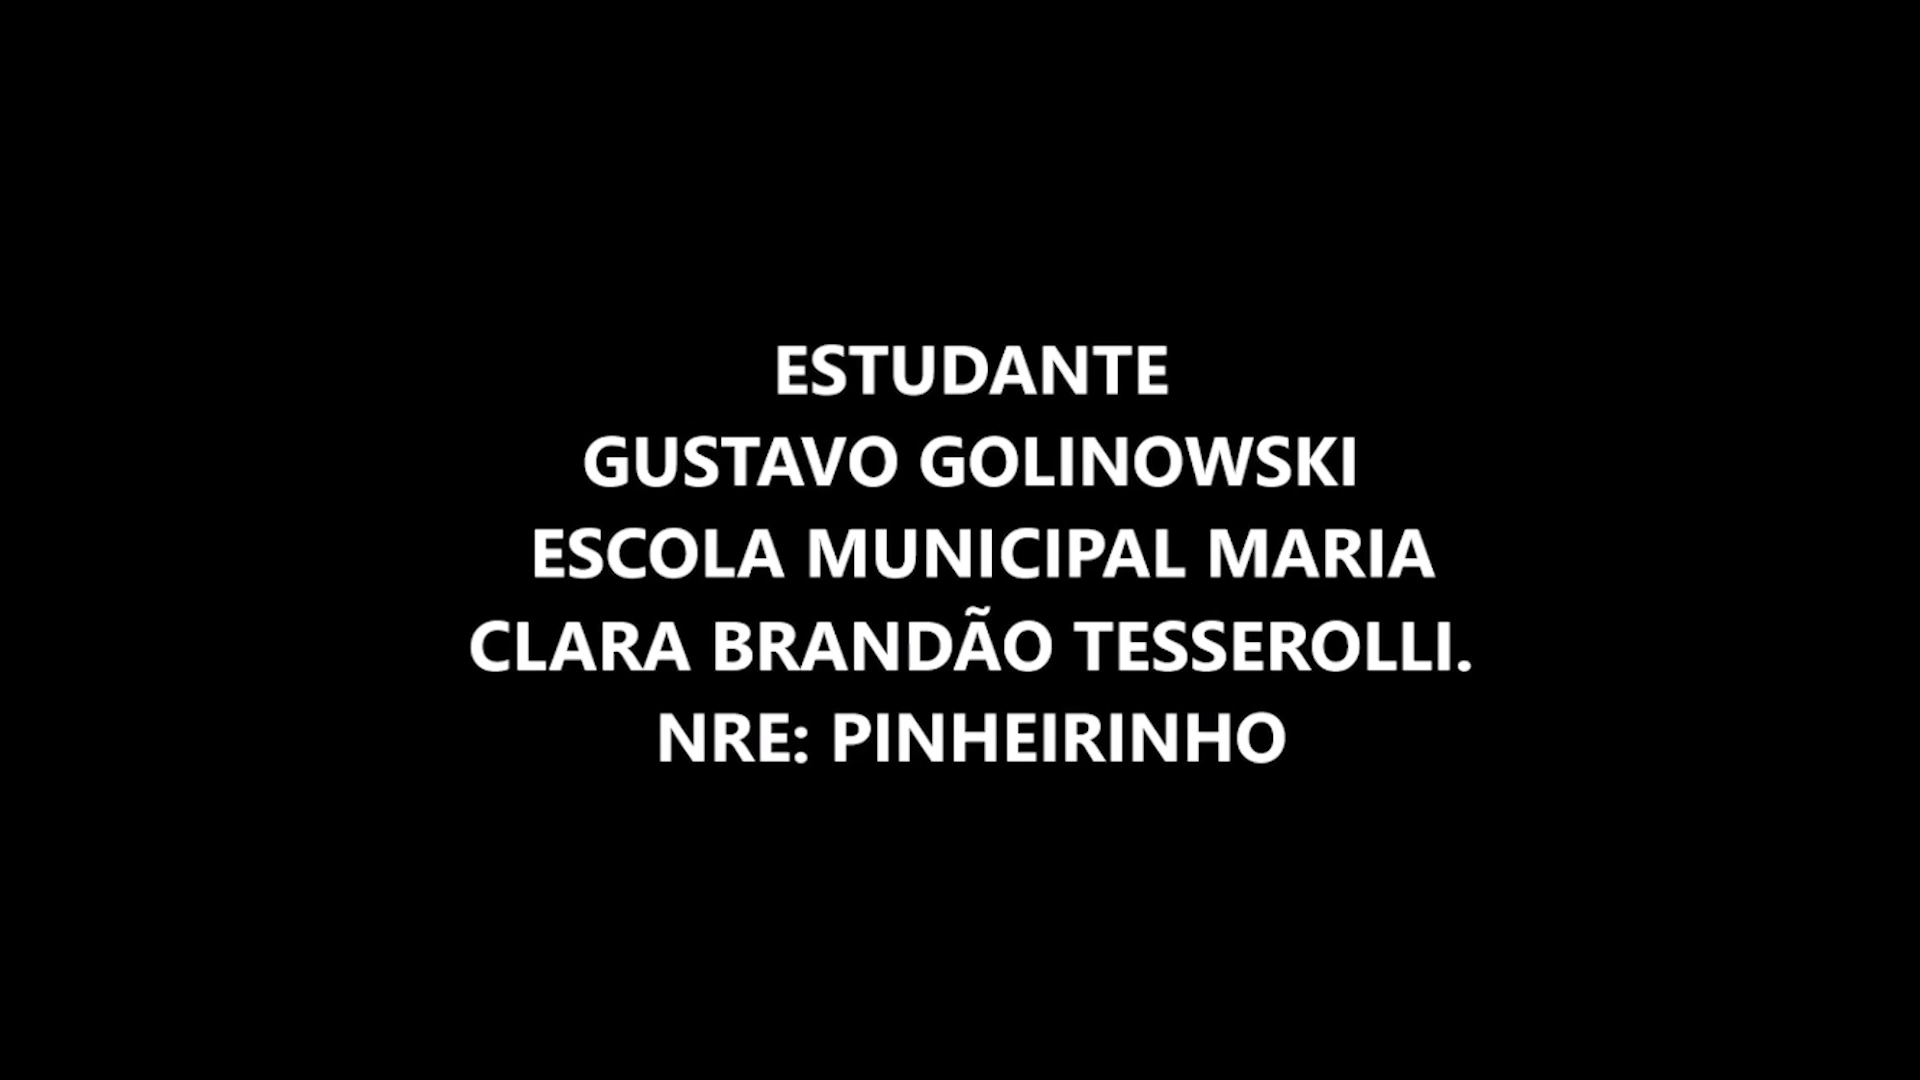 ESTUDANTE
GUSTAVO GOLINOWSKI
ESCOLA MUNICIPAL MARIA
CLARA BRANDÃO TESSEROLLI.
NRE: PINHEIRINHO